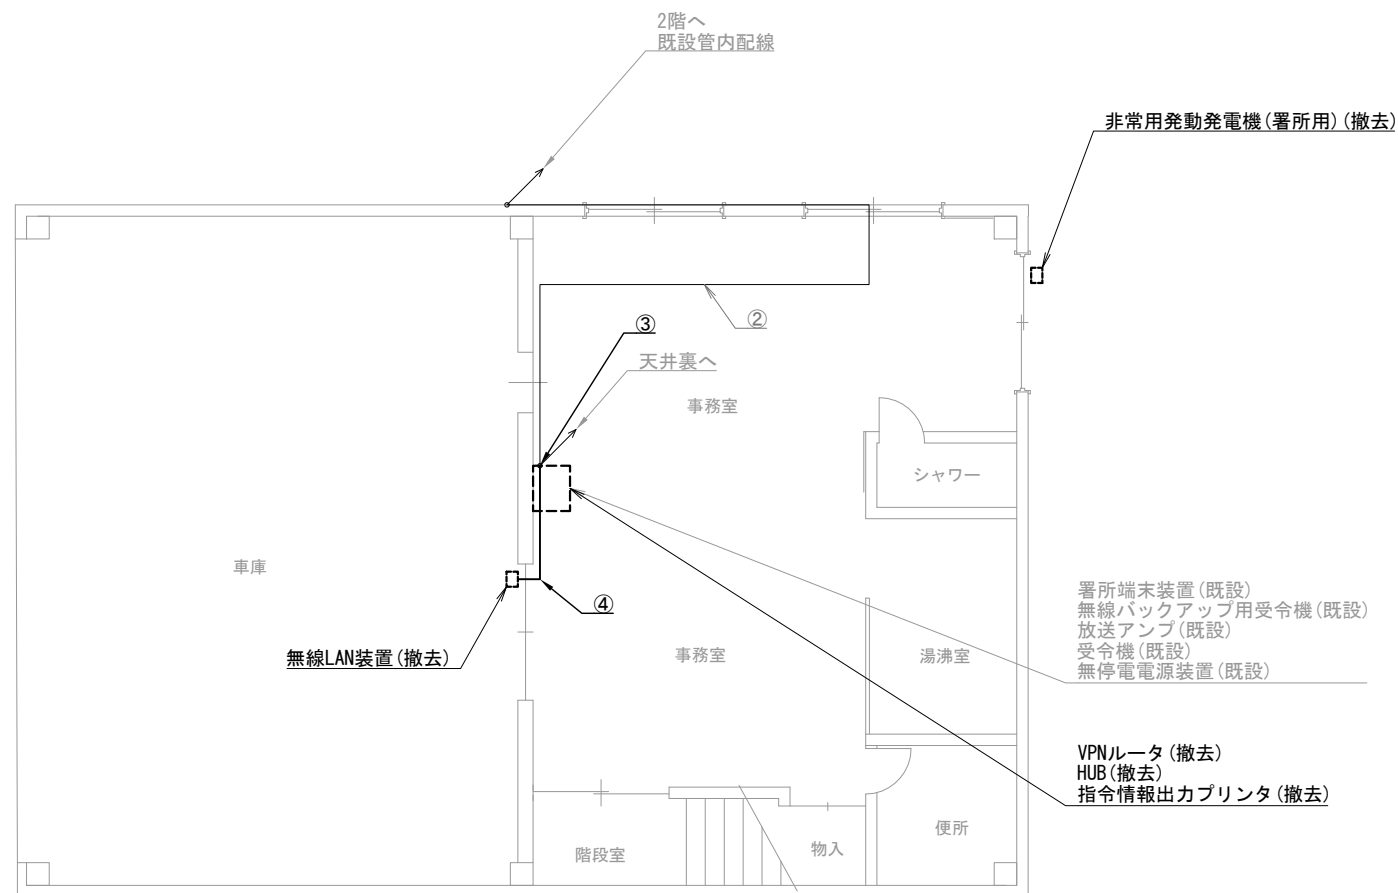 2階へ
既設管内配線
非常用発動発電機(署所用)(撤去)
②
③
天井裏へ
事務室
シャワー
車庫
④
署所端末装置(既設)
無線バックアップ用受令機(既設)
放送アンプ(既設)
受令機(既設)
無停電電源装置(既設)
無線LAN装置(撤去)
事務室
湯沸室
VPNルータ(撤去)
HUB(撤去)
指令情報出力プリンタ(撤去)
階段室
物入
便所